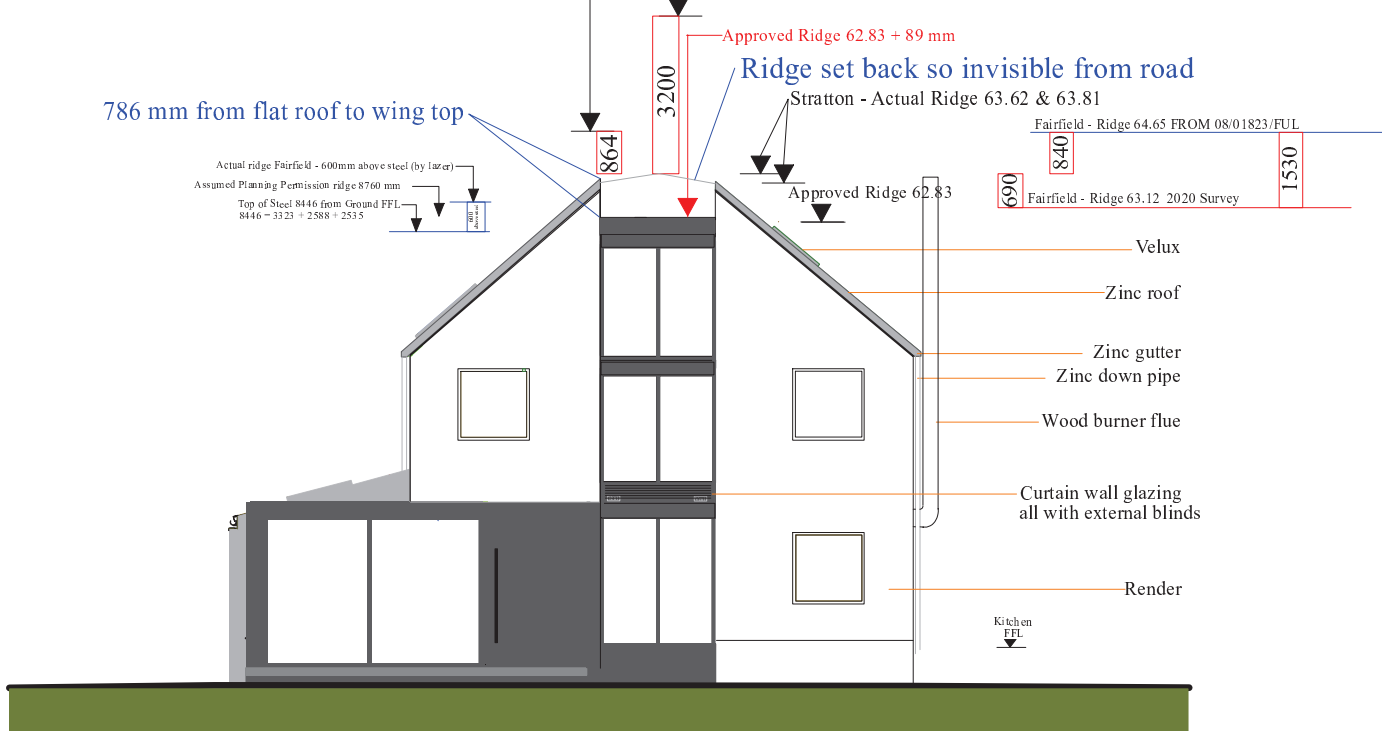 Approved Ridge 62.83 + 89 mm
3200
Ridge set back so invisible from road
786 mm from flat roof to wing top
Stratton - Actual Ridge 63.62 & 63.81
Fairfield - Ridge 64.65 FROM 08/01823/FUL
864
840
1530
Actual ridge Fairfield - 600mm above steel (by lazer)
Assumed Planning Permission ridge 8760 mm
Approved Ridge 62.83
690
Fairfield - Ridge 63.12 2020 Survey
Top of Steel 8446 from Ground FFL
8446 = 3323 + 2588 + 2535
600
Velux
Zinc roof
Zinc gutter
Zinc down pipe
Wood burner flue
Curtain wall glazing
all with external blinds
Render
Kitchen
FFL